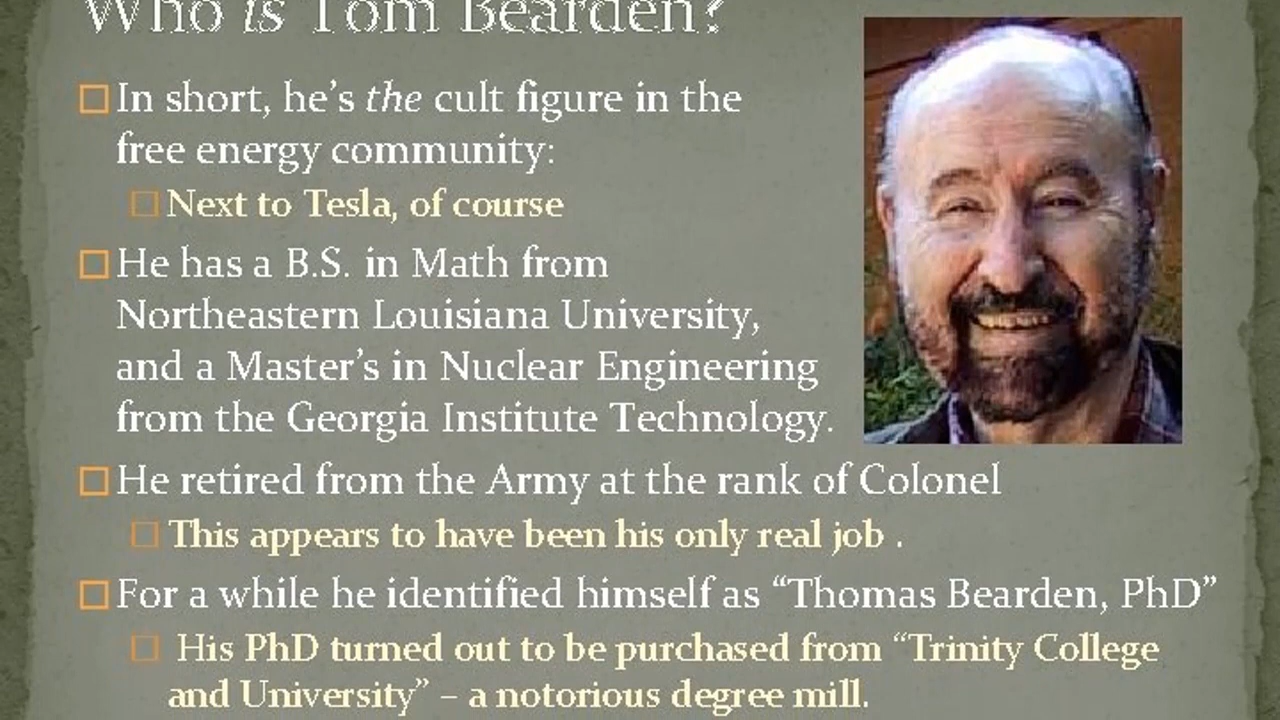 Who is Tom Bearden?
In short, he's the cult figure in the
free energy community:
Next to Tesla, of course
He has a B.S. in Math from
Northeastern Louisiana University,
and a Master's in Nuclear Engineering
from the Georgia Institute Technology.
He retired from the Army at the rank of Colonel
This appears to have been his only real job .
For a while he identified himself as “Thomas Bearden, PhD”
His PhD turned out to be purchased from “Trinity College
and University” – a notorious degree mill.